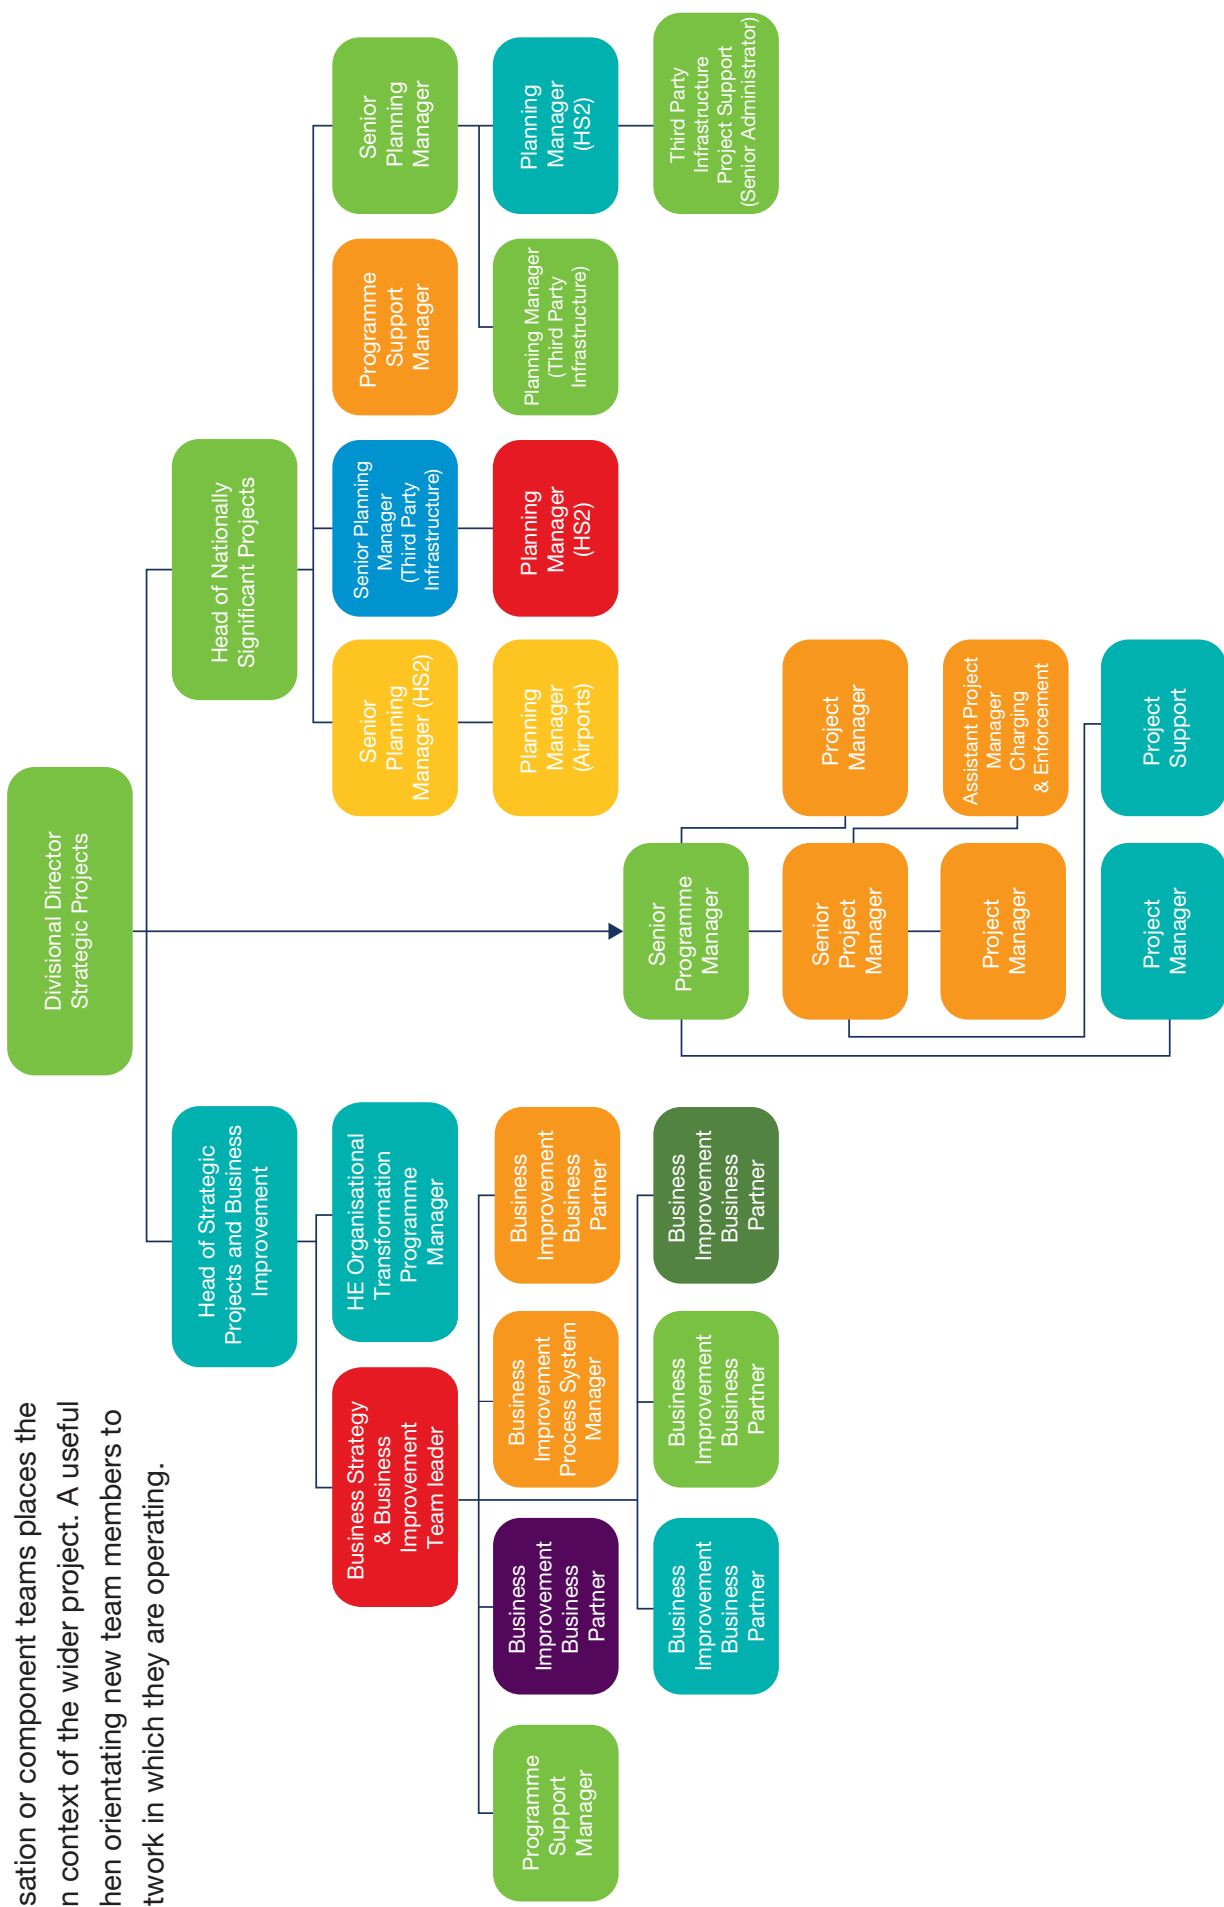 sation or component teams places the
n context of the wider project. A useful
hen orientating new team members to
twork in which they are operating.
Divisional Director
Strategic Projects
Head of Strategic
Projects and Business
Improvement
Head of Nationally
Significant Projects
Business Strategy
& Business
Improvement
Team leader
HE Organisational
Transformation
Programme
Manager
Senior
Planning
Manager (HS2)
Senior Planning
Manager
(Third Party
Infrastructure)
Programme
Support
Manager
Senior
Planning
Manager
Programme
Support
Manager
Business
Improvement
Business
Partner
Business
Improvement
Process System
Manager
Business
Improvement
Business
Partner
Planning
Manager
(Airports)
Planning
Manager
(HS2)
Planning Manager
(Third Party
Infrastructure)
Planning
Manager
(HS2)
Business
Improvement
Business
Partner
Business
Improvement
Business
Partner
Business
Improvement
Business
Partner
Senior
Programme
Manager
Third Party
Infrastructure
Project Support
(Senior Administrator)
Senior
Project
Manager
Project
Manager
Project
Manager
Assistant Project
Manager
Charging
& Enforcement
Project
Manager
Project
Support